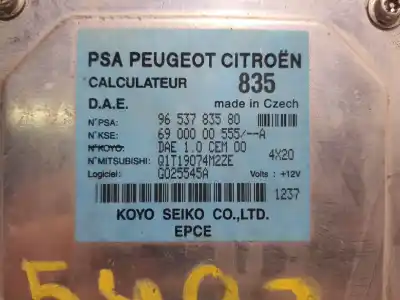 PSA PEUGEOT CITROËN
CALCULATEUR 835
D.A.E. made in Czech
N°PSA: 96 537 835 80
N°KSE: 69 000 00 555/--A
N°KOYO: DAE 1.0 CEM 00
N°MITSUBISHI: Q1T19074M2ZE 4X20
Logiciel: G025545A Volts : +12V
1237
KOYO SEIKO CO.,LTD.
EPCE